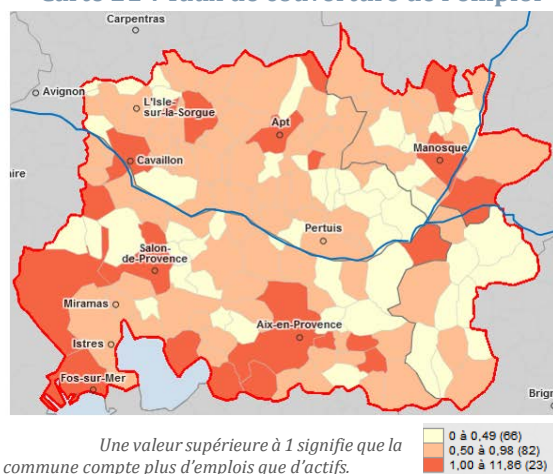 Carpentras
Avignon
L'Isle-
sur-la-Sorgue
Apt
Manosque
Cavaillon
aire
Pertuis
Salon-
de-Provence
Miramas
Aix-en-Provence
Istres
Fos-sur-Mer
Brign
Une valeur supérieure à 1 signifie que la
commune compte plus d'emplois que d'actifs.
0 à 0,49 (66)
0,50 à 0,98 (82)
1,00 à 11,86 (23)